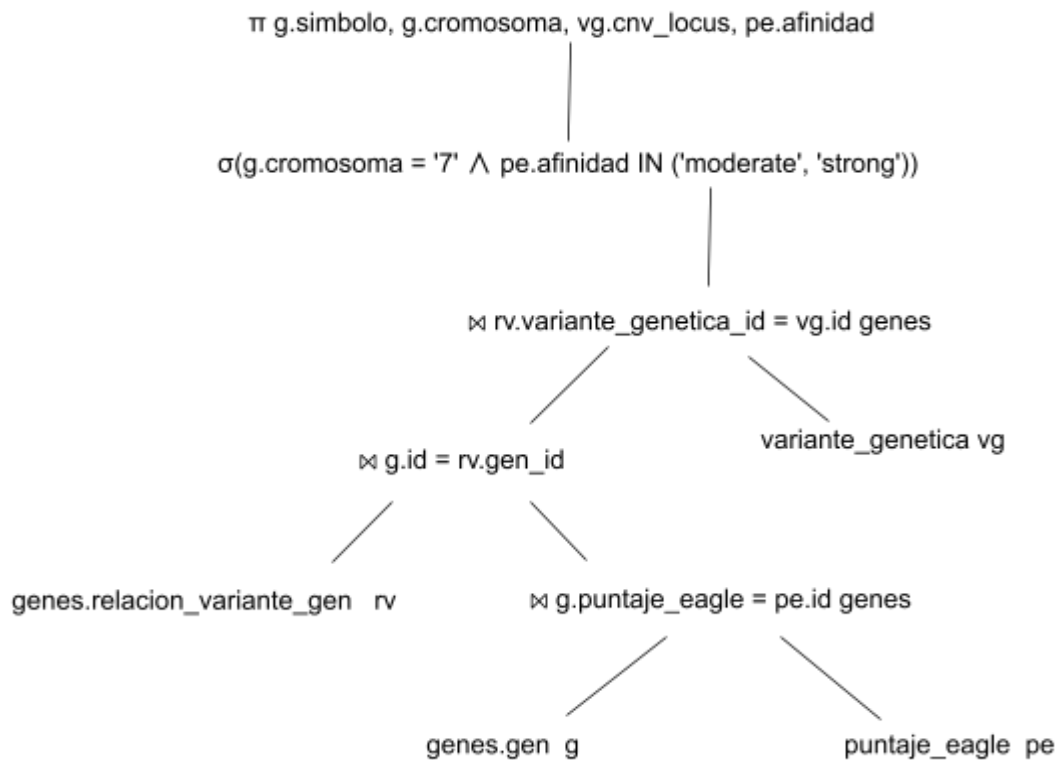 π g.simbolo, g.cromosoma, vg.cnv_locus, pe.afinidad
σ(g.cromosoma = '7' ∧ pe.afinidad IN ('moderate', 'strong'))
⋈ rv.variante_genetica_id = vg.id genes
variante_genetica vg
⋈ g.id = rv.gen_id
genes.relacion_variante_gen rv
⋈ g.puntaje_eagle = pe.id genes
genes.gen g
puntaje_eagle pe